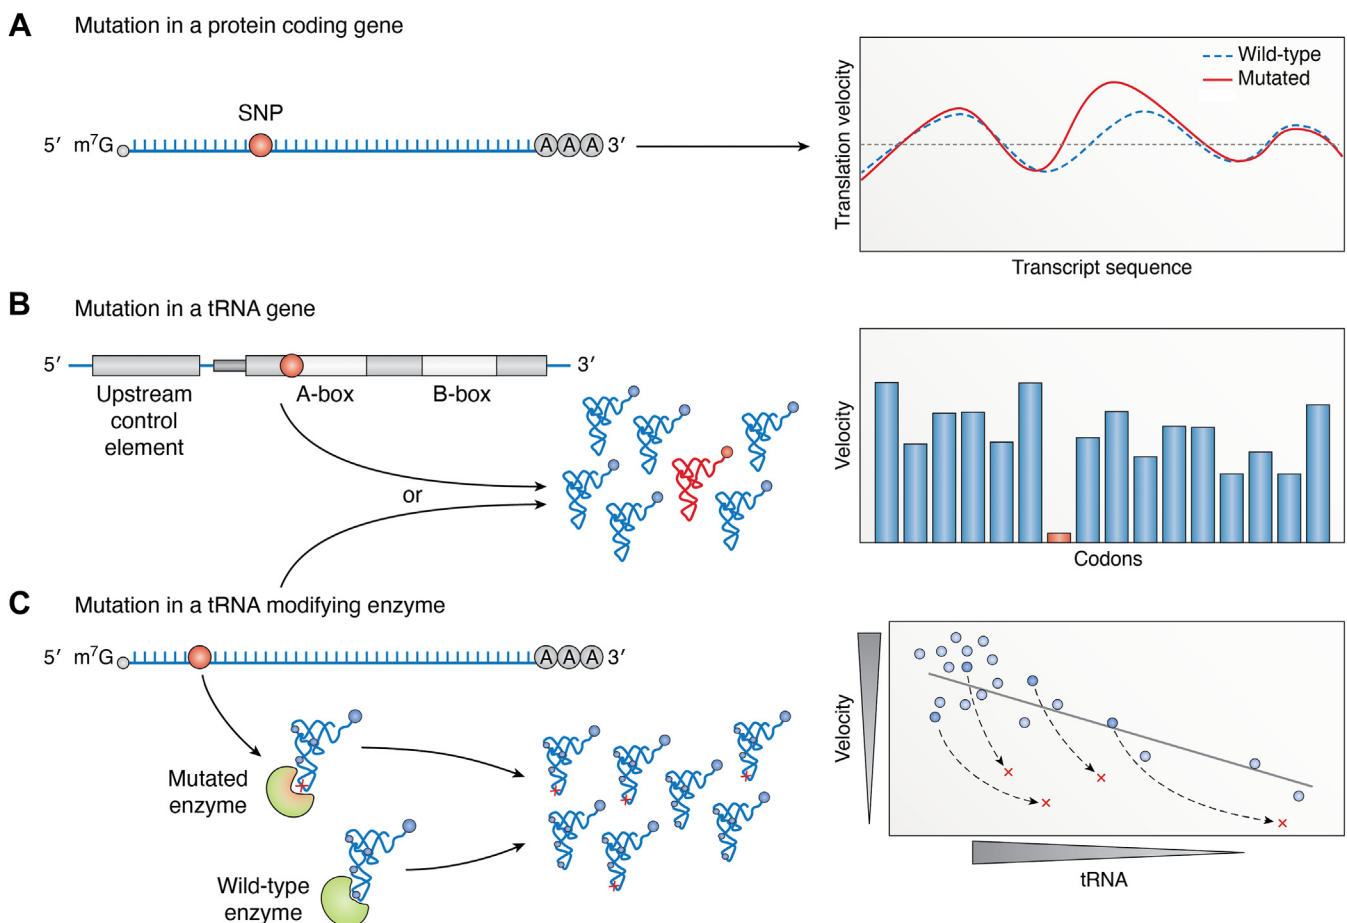 A Mutation in a protein coding gene
SNP
5′ m⁷G AAA 3′
Translation velocity
Wild-type
Mutated
Transcript sequence
B Mutation in a tRNA gene
5′ 3′
Upstream
control
element
A-box
B-box
or
Velocity
Codons
C Mutation in a tRNA modifying enzyme
5′ m⁷G AAA 3′
Mutated
enzyme
Wild-type
enzyme
Velocity
tRNA